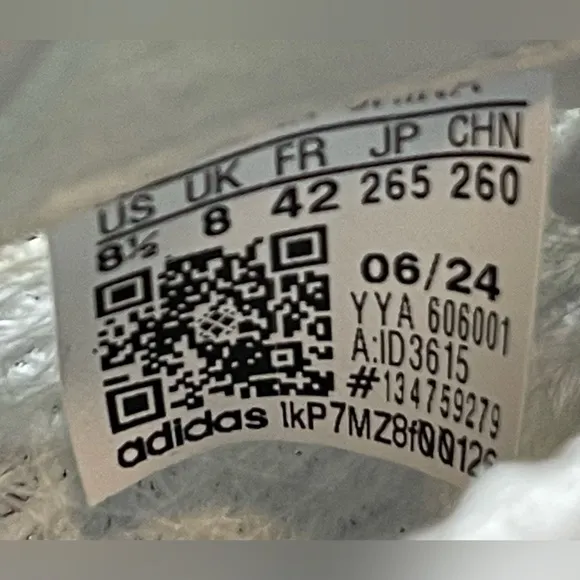 US UK FR JP CHN
8½ 8 42 265 260
06/24
YYA 606001
A:ID3615
#134759279
adidas